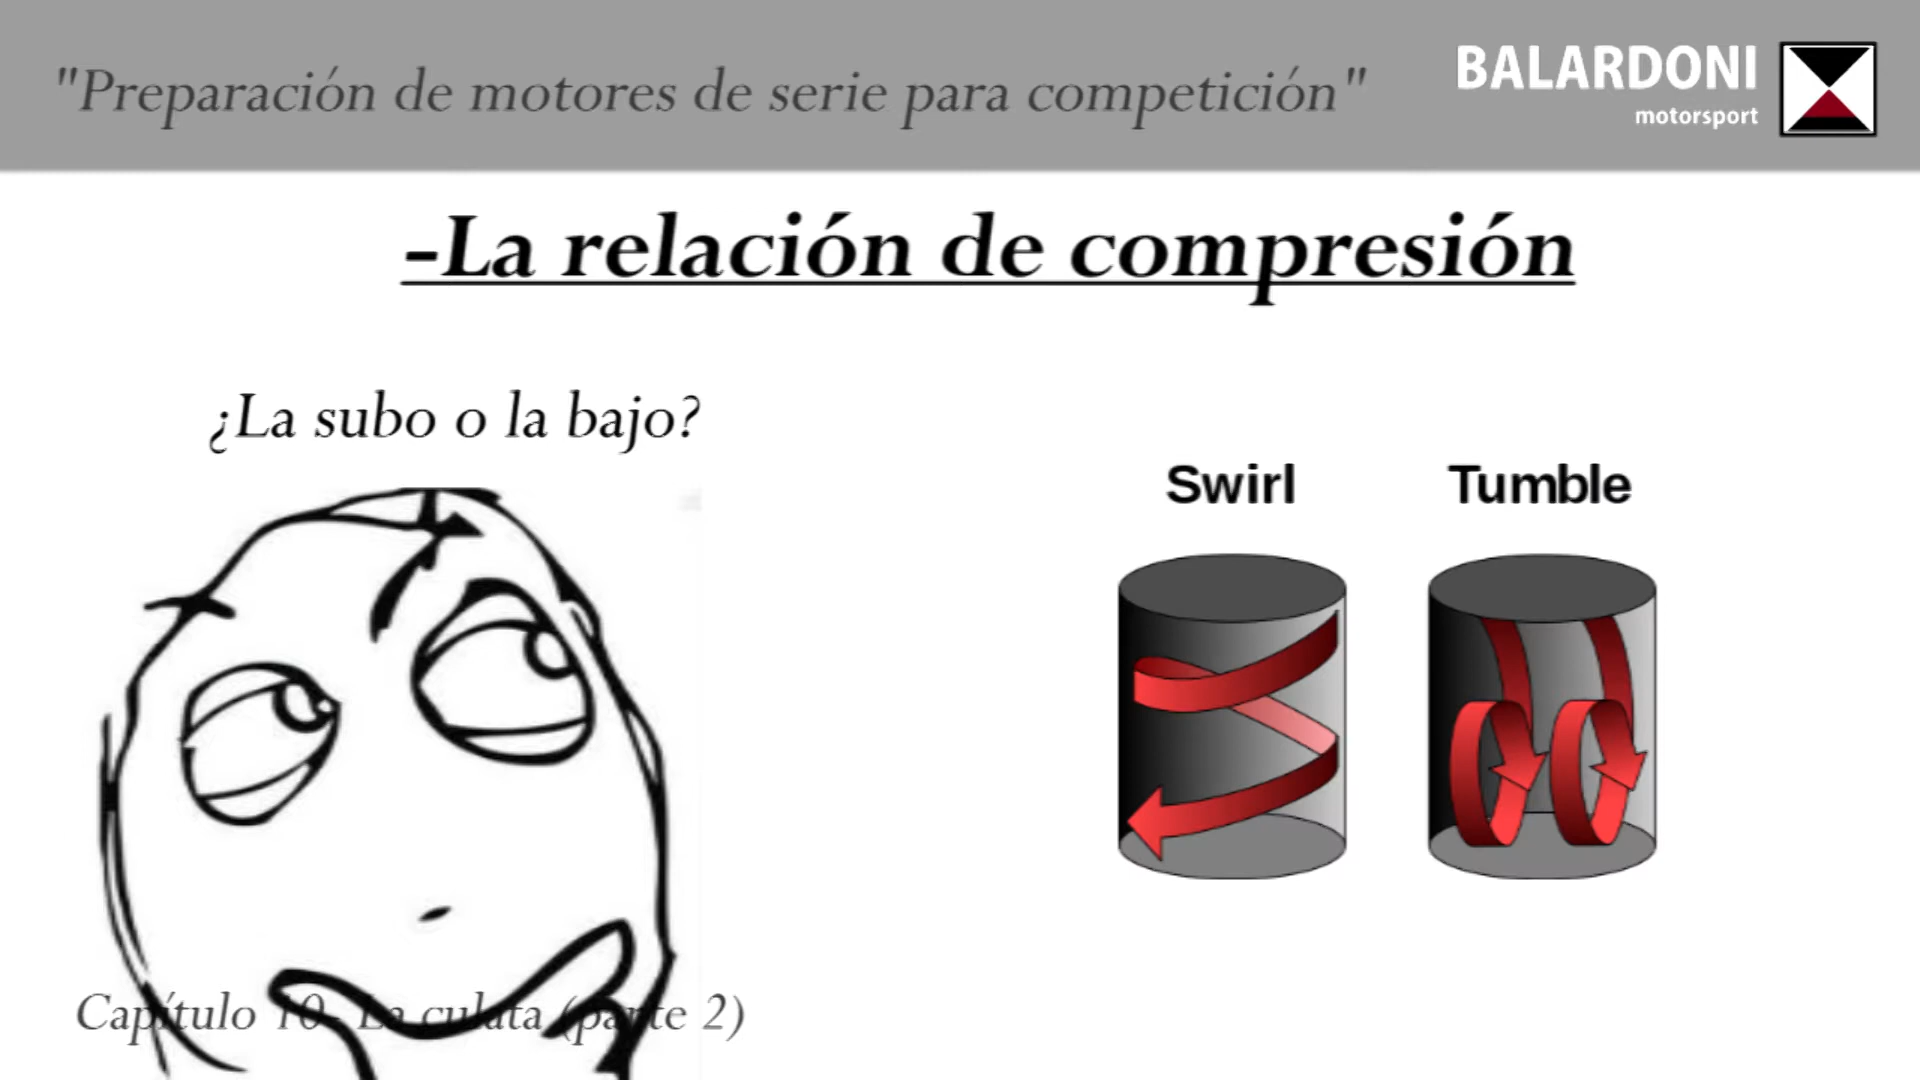 "Preparación de motores de serie para competición"
BALARDONI
motorsport
-La relación de compresión
¿La subo o la bajo?
Swirl
Tumble
Capítulo 10- La culata (parte 2)